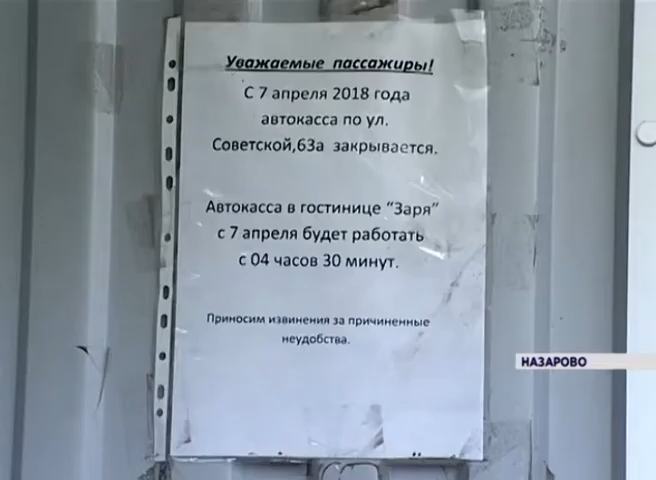 Уважаемые пассажиры!
С 7 апреля 2018 года
автокасса по ул.
Советской,63а закрывается.
Автокасса в гостинице “Заря”
с 7 апреля будет работать
с 04 часов 30 минут.
Приносим извинения за причиненные
неудобства.
НАЗАРОВО